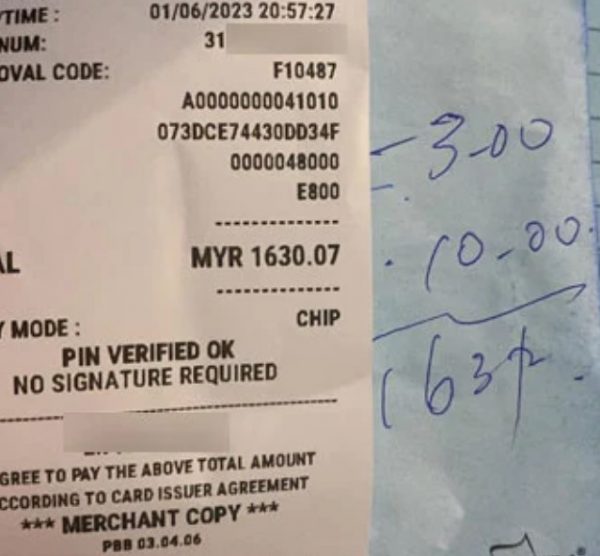 /TIME : 01/06/2023 20:57:27
NUM: 31
OVAL CODE: F10487
A0000000041010
073DCE74430DD34F
0000048000
E800
MYR 1630.07
AL
Y MODE : CHIP
PIN VERIFIED OK
NO SIGNATURE REQUIRED
GREE TO PAY THE ABOVE TOTAL AMOUNT
CCORDING TO CARD ISSUER AGREEMENT
*** MERCHANT COPY ***
PBB 03.04.06
3.00
10.00
1637